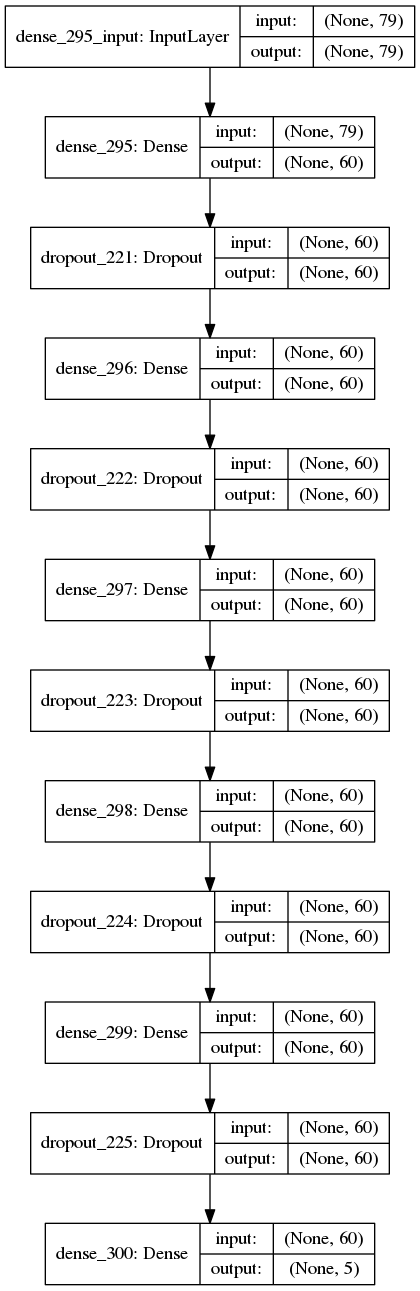 dense_295_input: InputLayer
input: (None, 79)
output: (None, 79)
dense_295: Dense
input: (None, 79)
output: (None, 60)
dropout_221: Dropout
input: (None, 60)
output: (None, 60)
dense_296: Dense
input: (None, 60)
output: (None, 60)
dropout_222: Dropout
input: (None, 60)
output: (None, 60)
dense_297: Dense
input: (None, 60)
output: (None, 60)
dropout_223: Dropout
input: (None, 60)
output: (None, 60)
dense_298: Dense
input: (None, 60)
output: (None, 60)
dropout_224: Dropout
input: (None, 60)
output: (None, 60)
dense_299: Dense
input: (None, 60)
output: (None, 60)
dropout_225: Dropout
input: (None, 60)
output: (None, 60)
dense_300: Dense
input: (None, 60)
output: (None, 5)